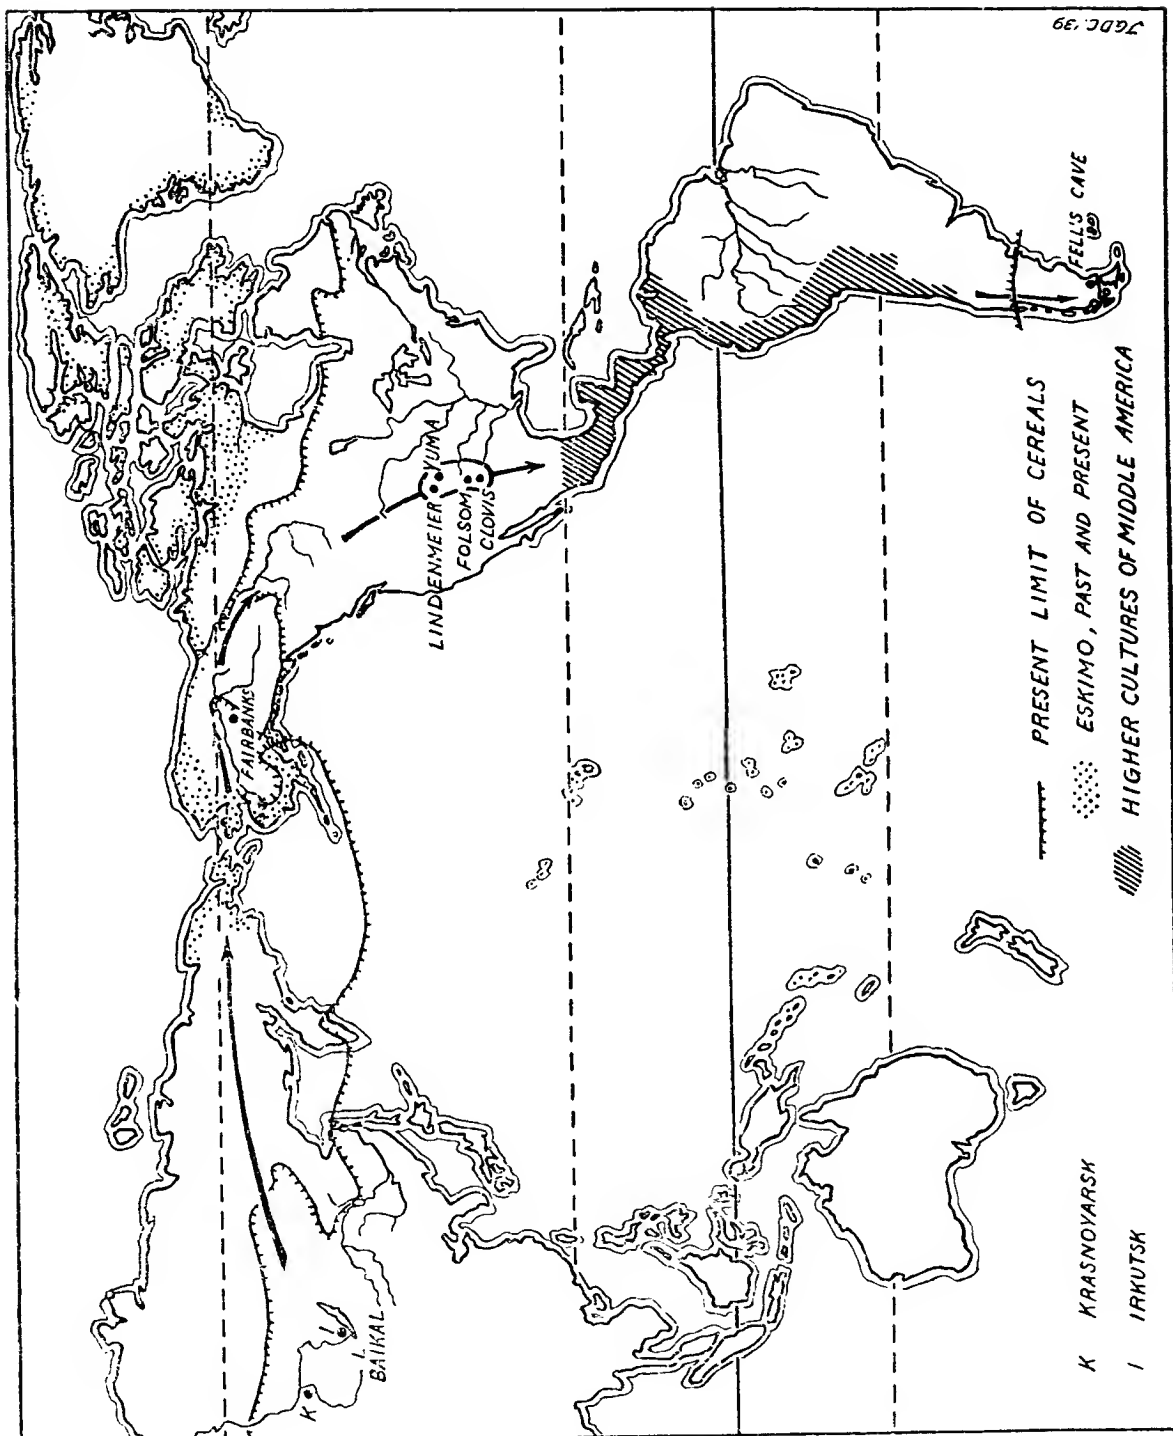 JGDC.'39
FAIRBANKS
LINDENMEIER
YUMA
FOLSOM
CLOVIS
FELL'S CAVE
K
I
L.
BAIKAL
PRESENT LIMIT OF CEREALS
ESKIMO, PAST AND PRESENT
HIGHER CULTURES OF MIDDLE AMERICA
K KRASNOYARSK
I IRKUTSK